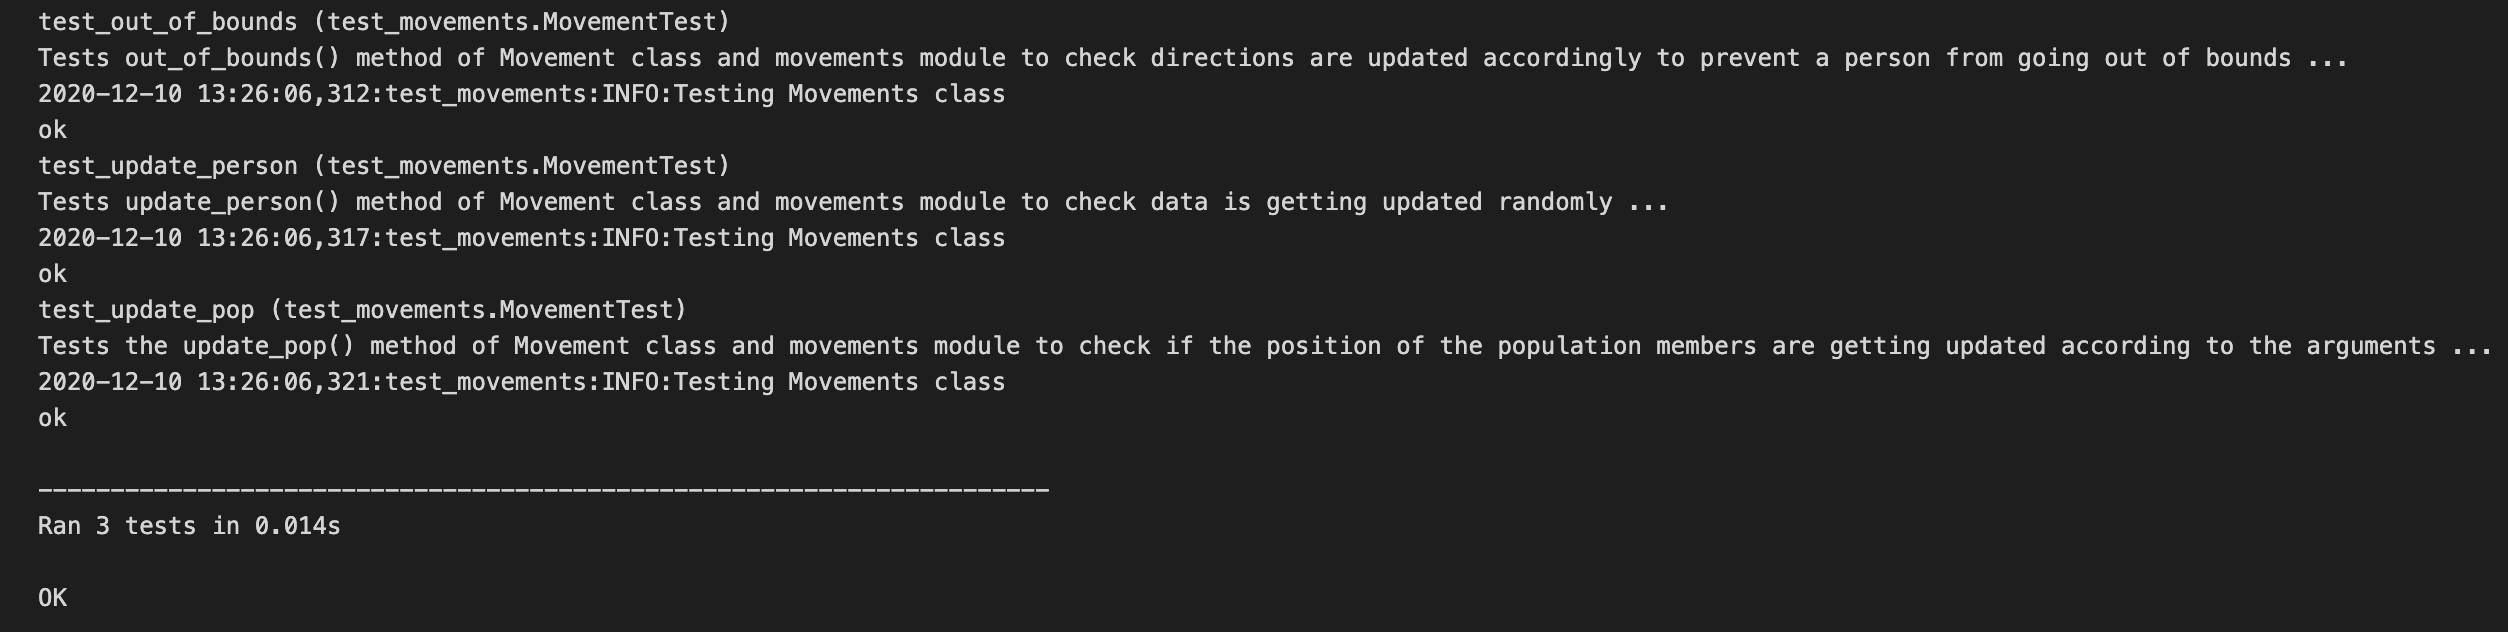 test_out_of_bounds (test_movements.MovementTest)
Tests out_of_bounds() method of Movement class and movements module to check directions are updated accordingly to prevent a person from going out of bounds ...
2020-12-10 13:26:06,312:test_movements:INFO:Testing Movements class
ok
test_update_person (test_movements.MovementTest)
Tests update_person() method of Movement class and movements module to check data is getting updated randomly ...
2020-12-10 13:26:06,317:test_movements:INFO:Testing Movements class
ok
test_update_pop (test_movements.MovementTest)
Tests the update_pop() method of Movement class and movements module to check if the position of the population members are getting updated according to the arguments ...
2020-12-10 13:26:06,321:test_movements:INFO:Testing Movements class
ok
----------------------------------------------------------------------
Ran 3 tests in 0.014s
OK